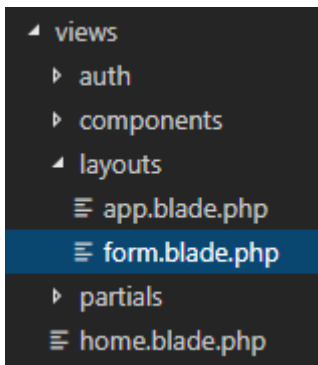 views
auth
components
layouts
app.blade.php
form.blade.php
partials
home.blade.php